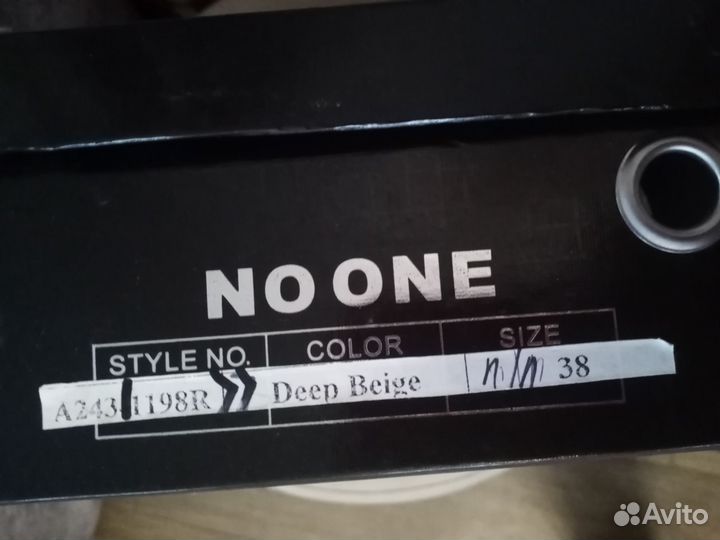 NO ONE
STYLE NO. COLOR SIZE
A243-1198R Deep Beige п/п 38
Avito